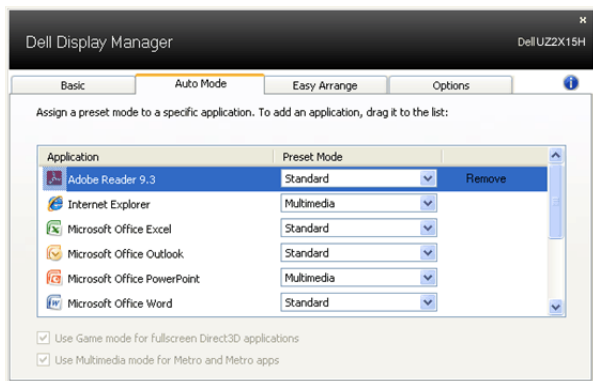 Dell Display Manager
Dell UZ2X15H
Basic Auto Mode Easy Arrange Options
Assign a preset mode to a specific application. To add an application, drag it to the list:
Application Preset Mode
Adobe Reader 9.3 Standard Remove
Internet Explorer Multimedia
Microsoft Office Excel Standard
Microsoft Office Outlook Standard
Microsoft Office PowerPoint Multimedia
Microsoft Office Word Standard
Use Game mode for fullscreen Direct3D applications
Use Multimedia mode for Metro and Metro apps